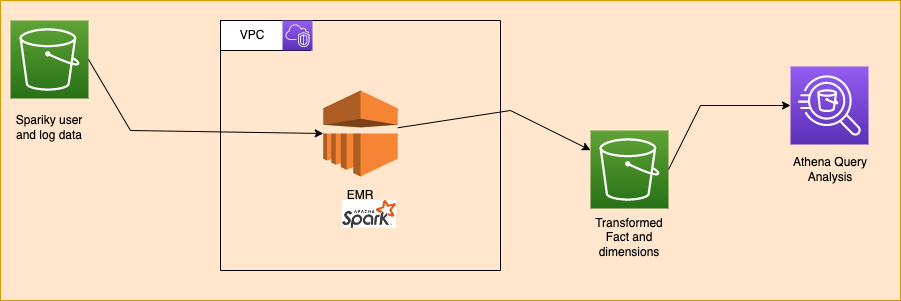 Spariky user
and log data
VPC
EMR
APACHE
Spark
Transformed
Fact and
dimensions
Athena Query
Analysis